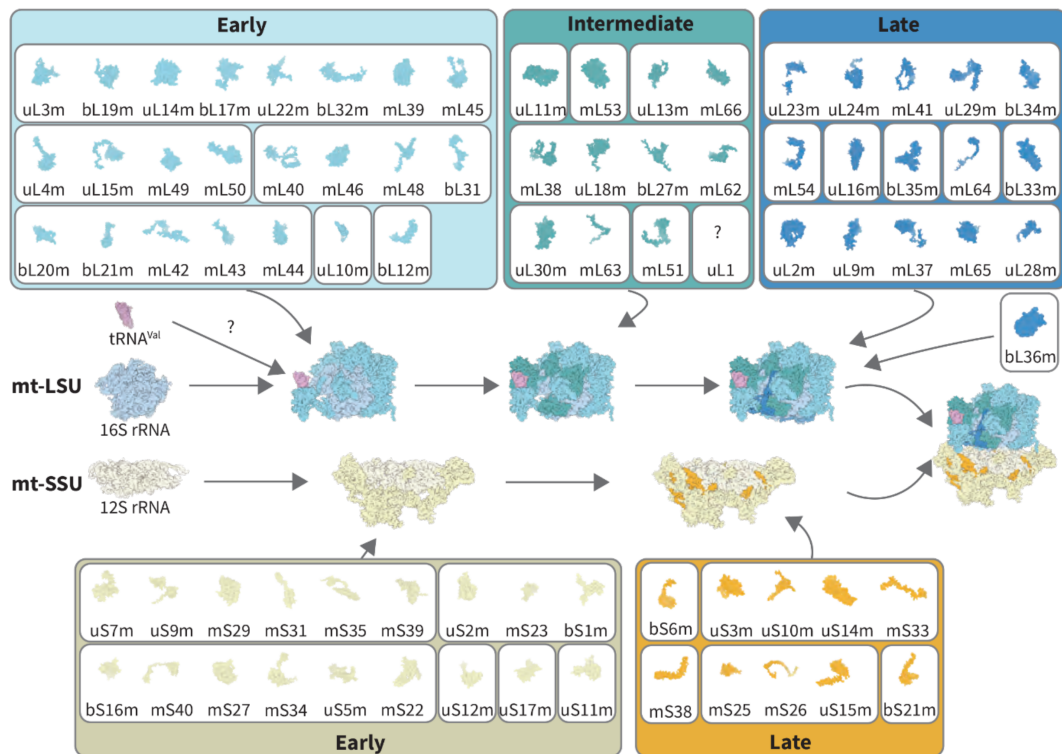 Early
Intermediate
Late
uL3m bL19m uL14m bL17m uL22m bL32m mL39 mL45
uL11m mL53 uL13m mL66
uL23m uL24m mL41 uL29m bL34m
uL4m uL15m mL49 mL50 mL40 mL46 mL48 bL31
mL38 uL18m bL27m mL62
mL54 uL16m bL35m mL64 bL33m
?
bL20m bL21m mL42 mL43 mL44 uL10m bL12m
uL30m mL63 mL51 uL1
uL2m uL9m mL37 mL65 uL28m
?
tRNAVal
bL36m
mt-LSU
16S rRNA
mt-SSU
12S rRNA
uS7m uS9m mS29 mS31 mS35 mS39 uS2m mS23 bS1m
bS6m uS3m uS10m uS14m mS33
bS16m mS40 mS27 mS34 uS5m mS22 uS12m uS17m uS11m
mS38 mS25 mS26 uS15m bS21m
Early
Late